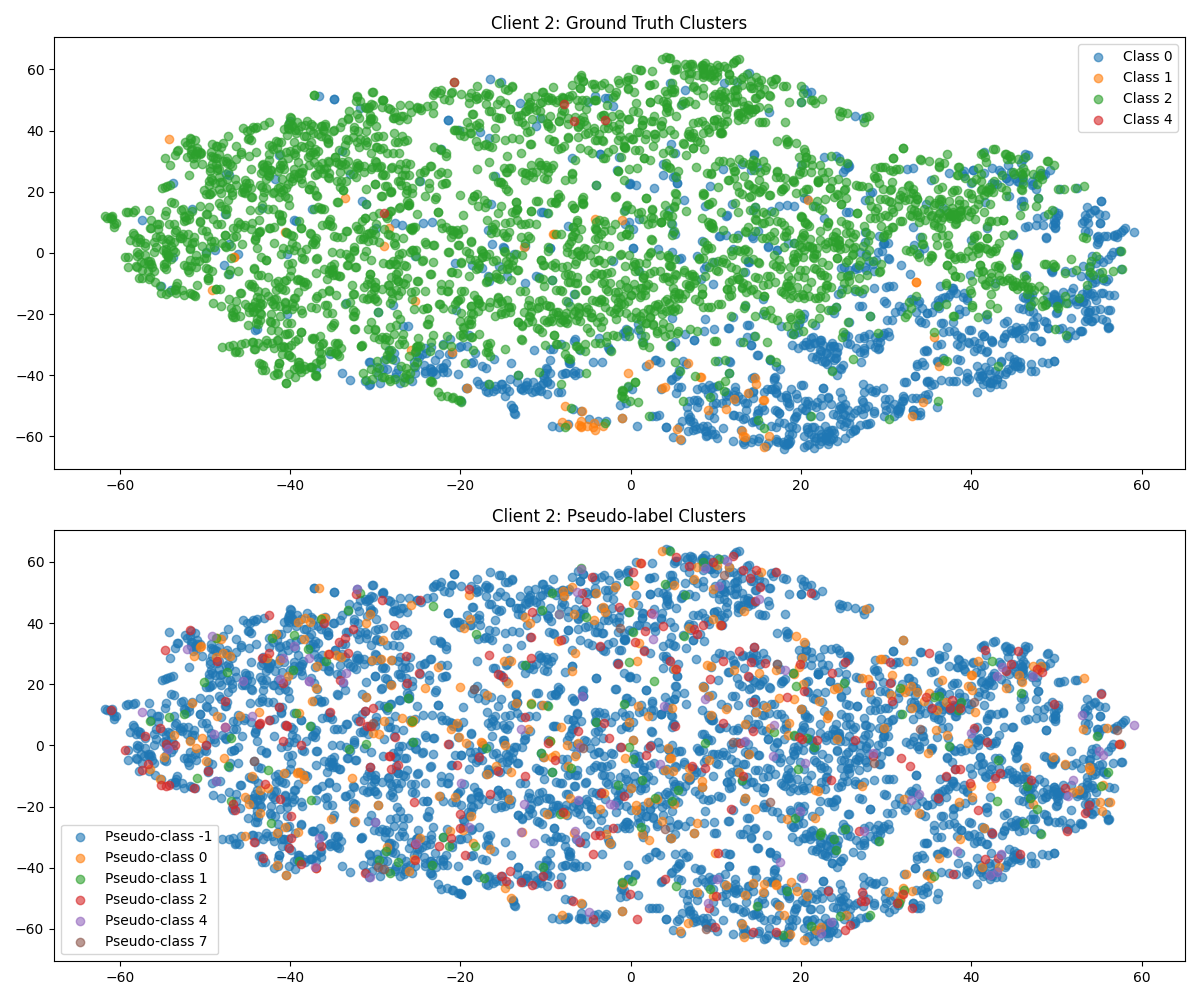 Client 2: Ground Truth Clusters
60
40
20
0
−20
−40
−60
Class 0
Class 1
Class 2
Class 4
−60 −40 −20 0 20 40 60
Client 2: Pseudo-label Clusters
60
40
20
0
−20
−40
−60
Pseudo-class -1
Pseudo-class 0
Pseudo-class 1
Pseudo-class 2
Pseudo-class 4
Pseudo-class 7
−60 −40 −20 0 20 40 60